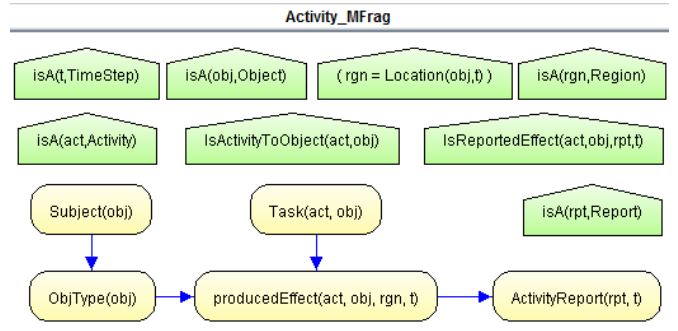 Activity_MFrag
isA(t,TimeStep)
isA(obj,Object)
( rgn = Location(obj,t) )
isA(rgn,Region)
isA(act,Activity)
IsActivityToObject(act,obj)
IsReportedEffect(act,obj,rpt,t)
Subject(obj)
Task(act, obj)
isA(rpt,Report)
ObjType(obj)
producedEffect(act, obj, rgn, t)
ActivityReport(rpt, t)